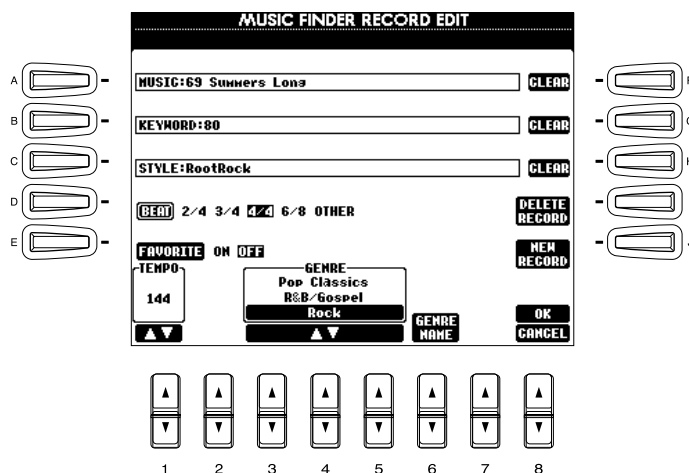 MUSIC FINDER RECORD EDIT
A
MUSIC:69 Summers Long CLEAR
B
KEYWORD:80 CLEAR
C
STYLE:RootRock CLEAR
D
BEAT 2/4 3/4 4/4 6/8 OTHER DELETE RECORD
E
FAVORITE ON OFF NEW RECORD
TEMPO GENRE
144
Pop Classics
R&B/Gospel
Rock
GENRE NAME
OK
CANCEL
1 2 3 4 5 6 7 8